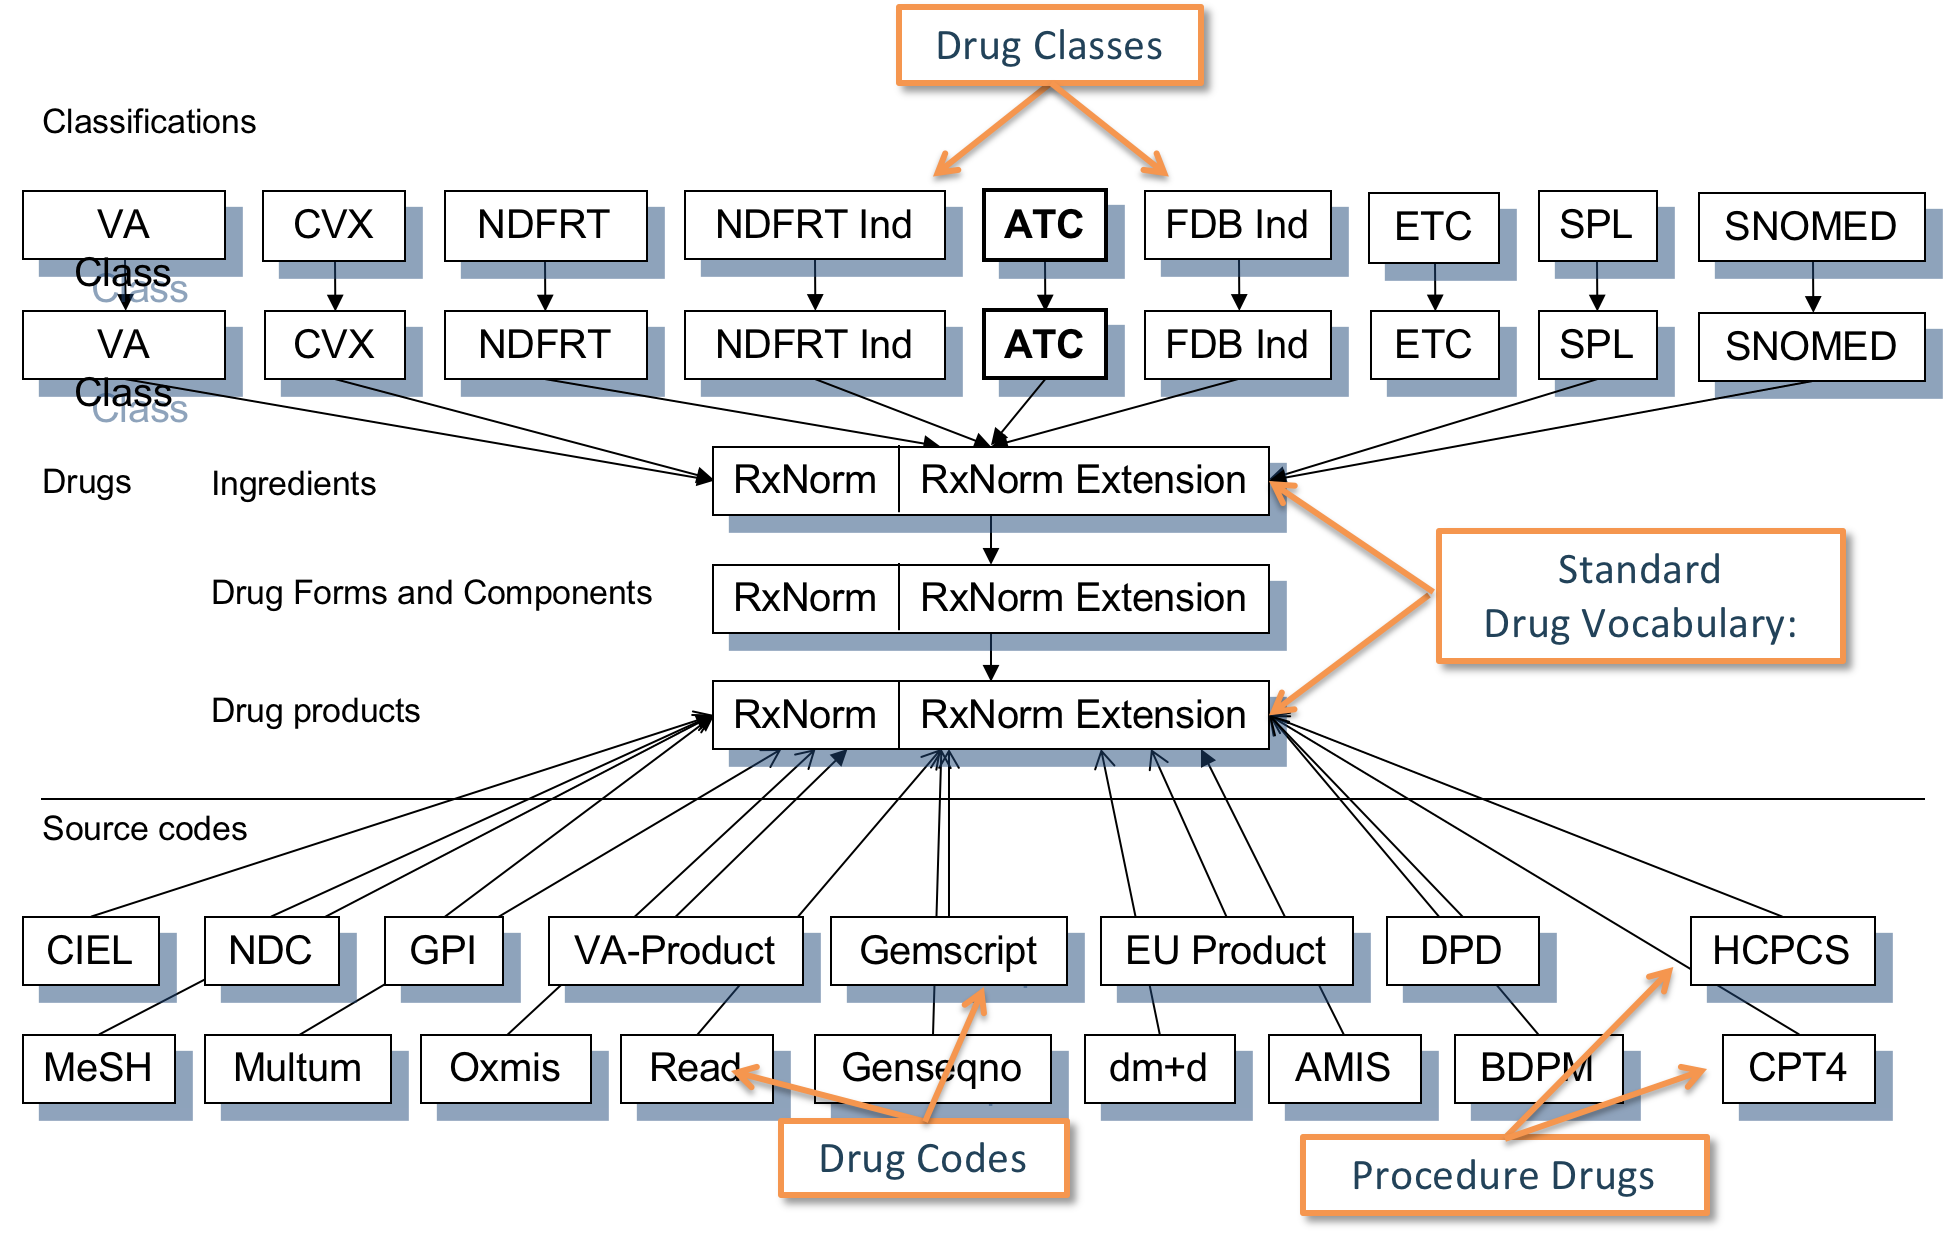 Drug Classes
Classifications
VA Class
CVX
NDFRT
NDFRT Ind
ATC
FDB Ind
ETC
SPL
SNOMED
VA Class
CVX
NDFRT
NDFRT Ind
ATC
FDB Ind
ETC
SPL
SNOMED
Drugs
Ingredients
RxNorm
RxNorm Extension
Standard
Drug Vocabulary:
Drug Forms and Components
RxNorm
RxNorm Extension
Drug products
RxNorm
RxNorm Extension
Source codes
CIEL
NDC
GPI
VA-Product
Gemscript
EU Product
DPD
HCPCS
MeSH
Multum
Oxmis
Read
Genseqno
dm+d
AMIS
BDPM
CPT4
Drug Codes
Procedure Drugs